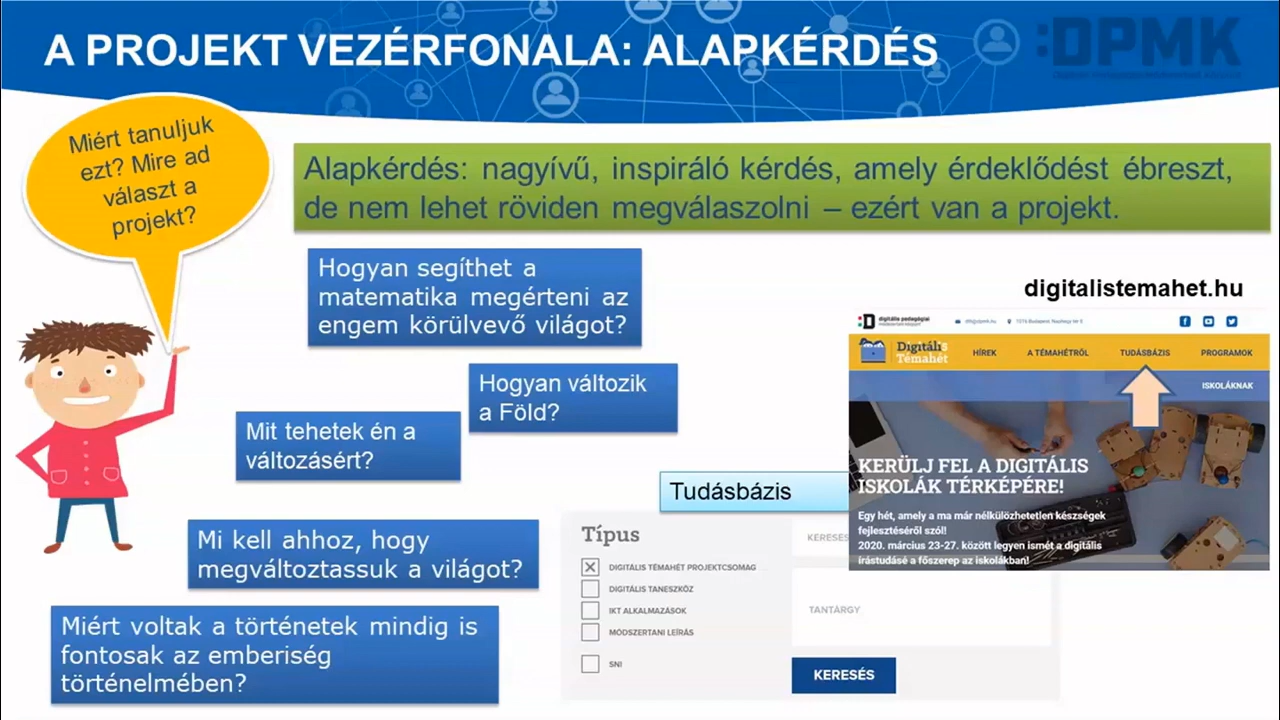 A PROJEKT VEZÉRFONALA: ALAPKÉRDÉS
:DPMK
Miért tanuljuk
ezt? Mire ad
választ a
projekt?
Alapkérdés: nagyívű, inspiráló kérdés, amely érdeklődést ébreszt,
de nem lehet röviden megválaszolni – ezért van a projekt.
Hogyan segíthet a
matematika megérteni az
engem körülvevő világot?
Hogyan változik
a Föld?
Mit tehetek én a
változásért?
Mi kell ahhoz, hogy
megváltoztassuk a világot?
Miért voltak a történetek mindig is
fontosak az emberiség
történelmében?
digitalistemahet.hu
digitális pedagógiai
Digitális
Témahét
HÍREK
A TÉMAHÉTRŐL
TUDÁSBÁZIS
PROGRAMOK
ISKOLÁKNAK
KERÜLJ FEL A DIGITÁLIS
ISKOLÁK TÉRKÉPÉRE!
Egy hét, amely a ma már nélkülözhetetlen készségek
fejlesztéséről szól!
2020. március 23-27. között legyen ismét a digitális
írástudásé a főszerep az iskolákban!
Tudásbázis
Típus
DIGITÁLIS TÉMAHÉT PROJEKTCSOMAG
DIGITÁLIS TANESZKÖZ
IKT ALKALMAZÁSOK
MÓDSZERTANI LEÍRÁS
SNI
KERESÉS
TANTÁRGY
KERESÉS